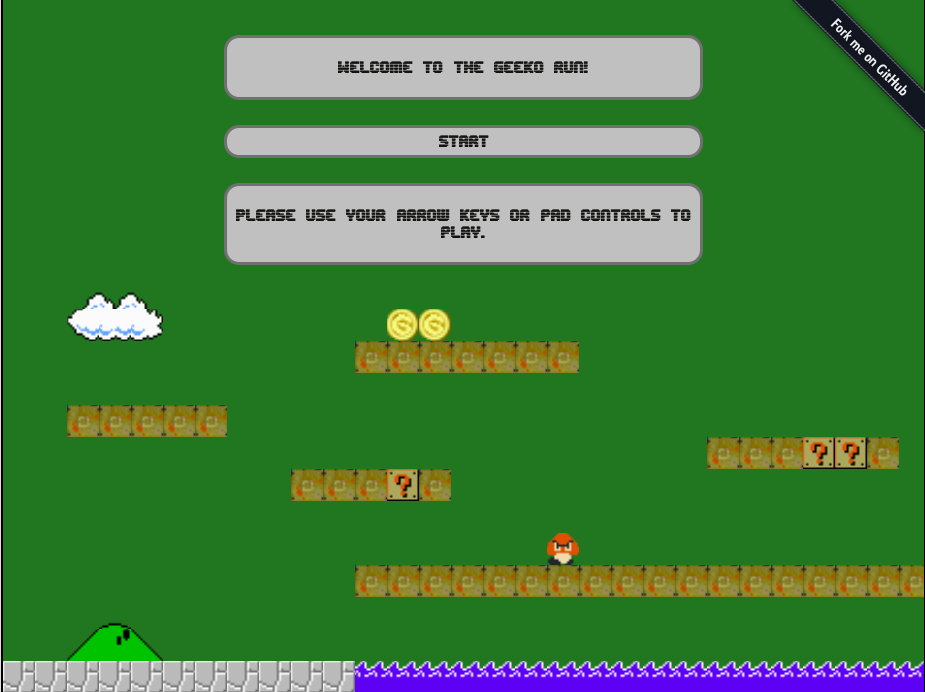 WELCOME TO THE GEEKO RUN!
Fork me on GitHub
START
PLEASE USE YOUR ARROW KEYS OR PAD CONTROLS TO
PLAY.
? ?
?